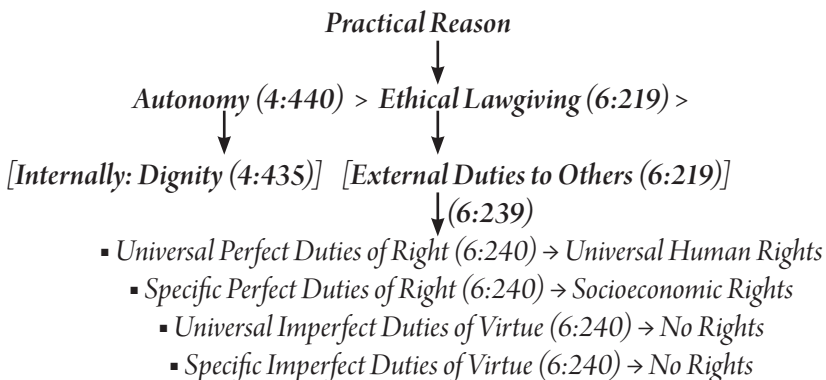 Practical Reason
Autonomy (4:440) > Ethical Lawgiving (6:219) >
[Internally: Dignity (4:435)] [External Duties to Others (6:219)]
(6:239)
▪ Universal Perfect Duties of Right (6:240) → Universal Human Rights
▪ Specific Perfect Duties of Right (6:240) → Socioeconomic Rights
▪ Universal Imperfect Duties of Virtue (6:240) → No Rights
▪ Specific Imperfect Duties of Virtue (6:240) → No Rights